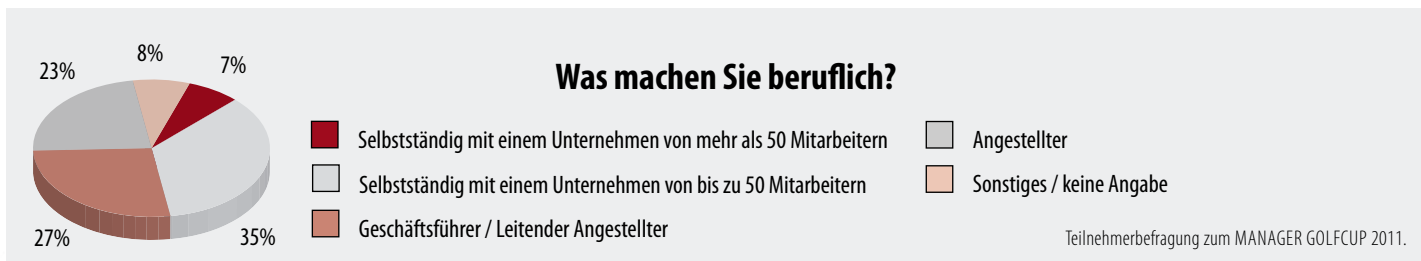 8%
7%
23%
27%
35%
Was machen Sie beruflich?
Selbstständig mit einem Unternehmen von mehr als 50 Mitarbeitern
Selbstständig mit einem Unternehmen von bis zu 50 Mitarbeitern
Geschäftsführer / Leitender Angestellter
Angestellter
Sonstiges / keine Angabe
Teilnehmerbefragung zum MANAGER GOLFCUP 2011.